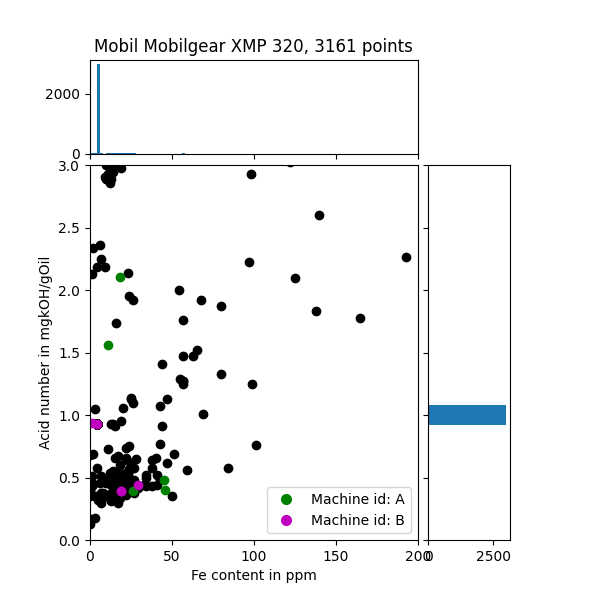 Mobil Mobilgear XMP 320, 3161 points
2000
0
3.0
2.5
2.0
1.5
1.0
0.5
0.0
Acid number in mgkOH/gOil
Machine id: A
Machine id: B
0 50 100 150 200
0 2500
Fe content in ppm